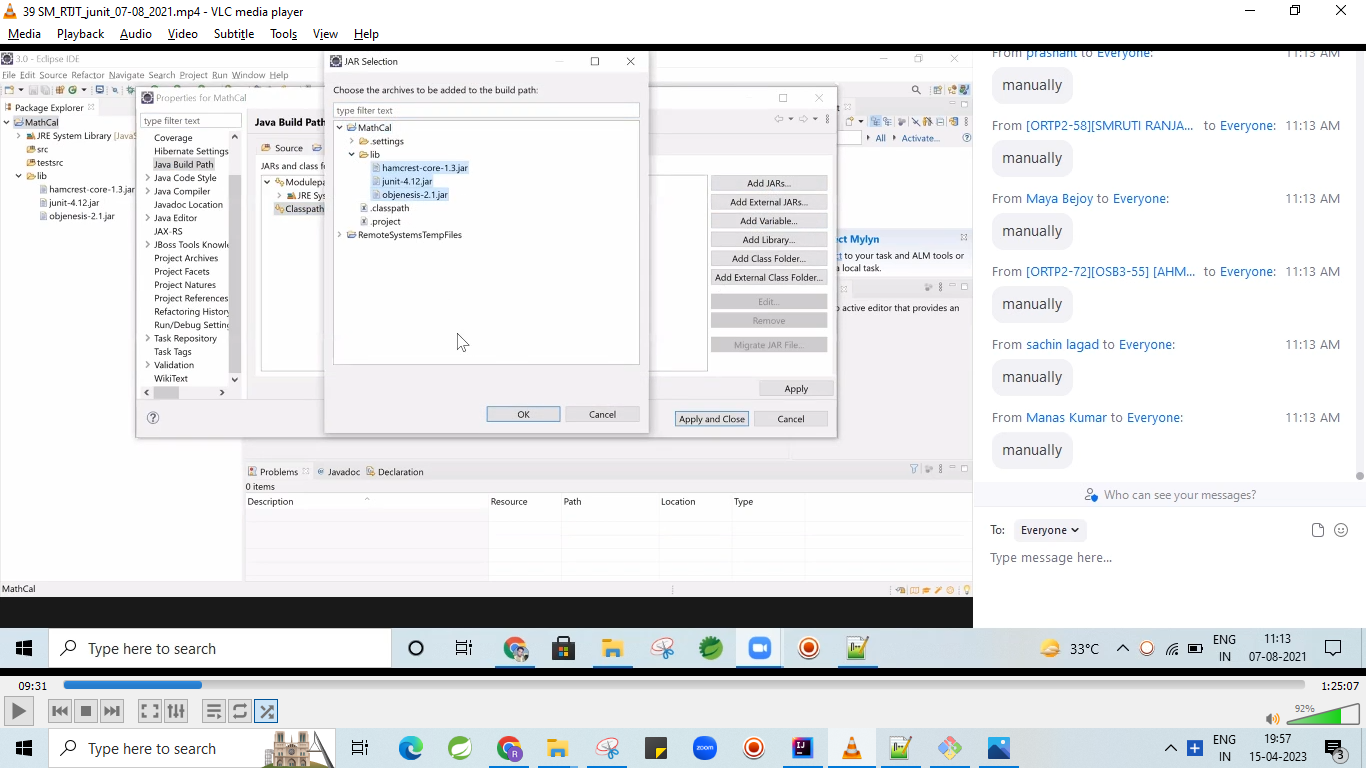 39 SM_RTJT_junit_07-08_2021.mp4 - VLC media player
Media Playback Audio Video Subtitle Tools View Help
3.0 - Eclipse IDE
File Edit Source Refactor Navigate Search Project Run Window Help
Package Explorer
MathCal
JRE System Library [JavaS
src
testsrc
lib
hamcrest-core-1.3.jar
junit-4.12.jar
objenesis-2.1.jar
Properties for MathCal
type filter text
Coverage
Hibernate Settings
Java Build Path
Java Code Style
Java Compiler
Javadoc Location
Java Editor
JAX-RS
JBoss Tools Knowle
Project Archives
Project Facets
Project Natures
Project References
Refactoring History
Run/Debug Setting
Task Repository
Task Tags
Validation
WikiText
Java Build Path
Source
JARs and class f
Modulepa
JRE Sys
Classpath
JAR Selection
Choose the archives to be added to the build path:
type filter text
MathCal
.settings
lib
hamcrest-core-1.3.jar
junit-4.12.jar
objenesis-2.1.jar
.classpath
.project
RemoteSystemsTempFiles
OK Cancel
Add JARs...
Add External JARs...
Add Variable...
Add Library...
Add Class Folder...
Add External Class Folder...
Edit...
Remove
Migrate JAR File...
Apply
Apply and Close Cancel
All Activate...
ct Mylyn
t to your task and ALM tools or
a local task.
o active editor that provides an
Problems Javadoc Declaration
0 items
Description Resource Path Location Type
MathCal
From prashant to Everyone: 11:13 AM
manually
From [ORTP2-58][SMRUTI RANJA... to Everyone: 11:13 AM
manually
From Maya Bejoy to Everyone: 11:13 AM
manually
From [ORTP2-72][OSB3-55] [AHM... to Everyone: 11:13 AM
manually
From sachin lagad to Everyone: 11:13 AM
manually
From Manas Kumar to Everyone: 11:13 AM
manually
Who can see your messages?
To: Everyone
Type message here...
Type here to search
33°C
ENG
IN
11:13
07-08-2021
09:31 1:25:07
92%
Type here to search
zoom
ENG
IN
19:57
15-04-2023
3